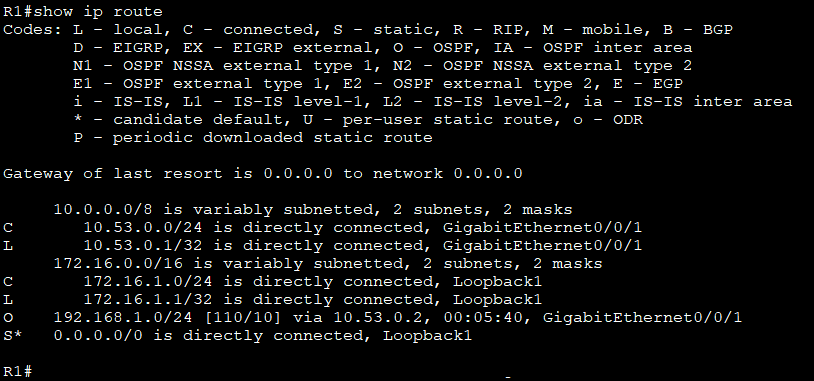 R1#show ip route
Codes: L - local, C - connected, S - static, R - RIP, M - mobile, B - BGP
D - EIGRP, EX - EIGRP external, O - OSPF, IA - OSPF inter area
N1 - OSPF NSSA external type 1, N2 - OSPF NSSA external type 2
E1 - OSPF external type 1, E2 - OSPF external type 2, E - EGP
i - IS-IS, L1 - IS-IS level-1, L2 - IS-IS level-2, ia - IS-IS inter area
* - candidate default, U - per-user static route, o - ODR
P - periodic downloaded static route
Gateway of last resort is 0.0.0.0 to network 0.0.0.0
10.0.0.0/8 is variably subnetted, 2 subnets, 2 masks
C 10.53.0.0/24 is directly connected, GigabitEthernet0/0/1
L 10.53.0.1/32 is directly connected, GigabitEthernet0/0/1
172.16.0.0/16 is variably subnetted, 2 subnets, 2 masks
C 172.16.1.0/24 is directly connected, Loopback1
L 172.16.1.1/32 is directly connected, Loopback1
O 192.168.1.0/24 [110/10] via 10.53.0.2, 00:05:40, GigabitEthernet0/0/1
S* 0.0.0.0/0 is directly connected, Loopback1
R1#